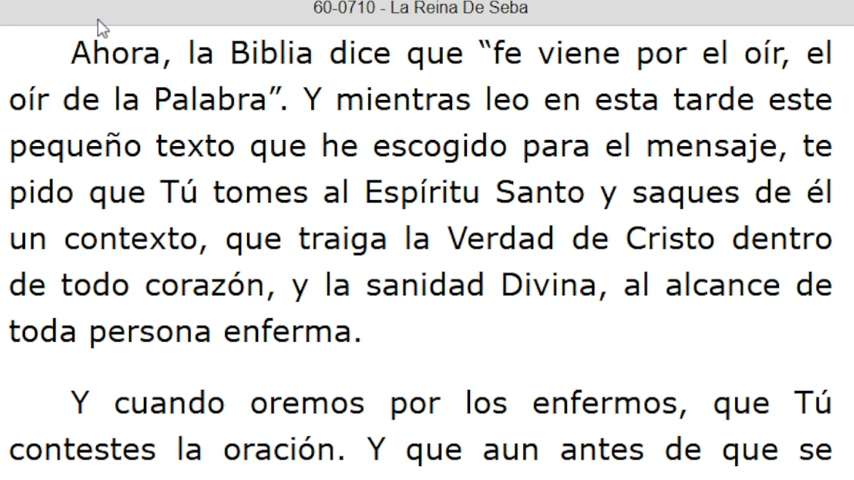 60-0710 - La Reina De Seba
Ahora, la Biblia dice que “fe viene por el oír, el
oír de la Palabra”. Y mientras leo en esta tarde este
pequeño texto que he escogido para el mensaje, te
pido que Tú tomes al Espíritu Santo y saques de él
un contexto, que traiga la Verdad de Cristo dentro
de todo corazón, y la sanidad Divina, al alcance de
toda persona enferma.
Y cuando oremos por los enfermos, que Tú
contestes la oración. Y que aun antes de que se